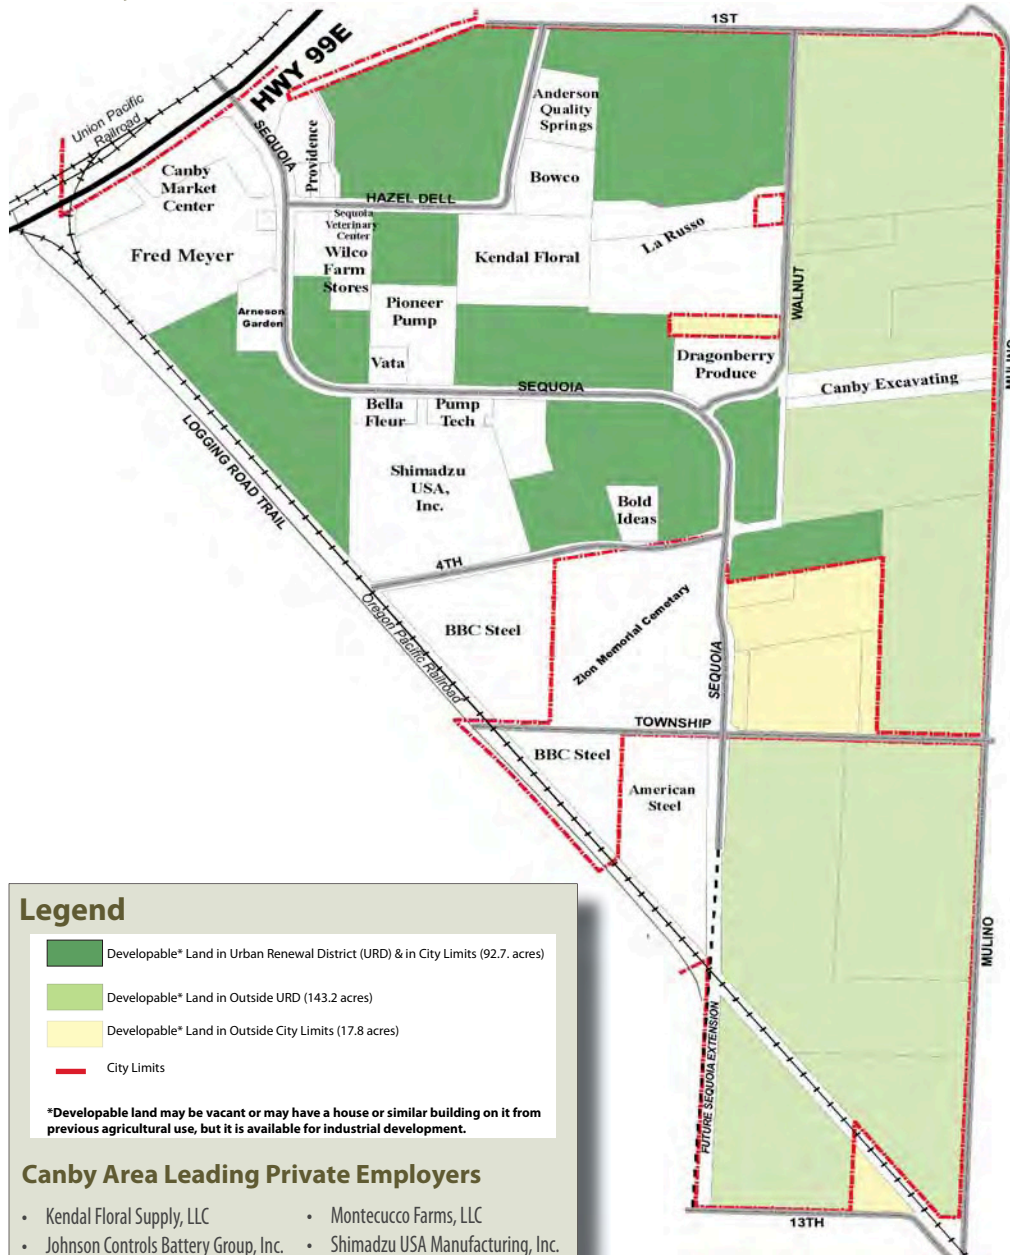 1ST
HWY 99E
Union Pacific
Railroad
SEQUOIA
Providence
Anderson
Quality
Springs
Canby
Market
Center
Bowco
HAZEL DELL
Sequoia
Veterinary
Center
La Russo
Fred Meyer
Wilco
Farm
Stores
Kendal Floral
WALNUT
Arneson
Garden
Pioneer
Pump
MULINO
Vata
Dragonberry
Produce
SEQUOIA
Canby Excavating
Bella
Fleur
Pump
Tech
LOGGING ROAD TRAIL
Shimadzu
USA,
Inc.
Bold
Ideas
4TH
Oregon Pacific Railroad
BBC Steel
Zion Memorial Cemetary
SEQUOIA
TOWNSHIP
BBC Steel
American
Steel
MULINO
FUTURE SEQUOIA EXTENSION
13TH
Legend
Developable* Land in Urban Renewal District (URD) & in City Limits (92.7. acres)
Developable* Land in Outside URD (143.2 acres)
Developable* Land in Outside City Limits (17.8 acres)
City Limits
*Developable land may be vacant or may have a house or similar building on it from
previous agricultural use, but it is available for industrial development.
Canby Area Leading Private Employers
• Kendal Floral Supply, LLC
• Johnson Controls Battery Group, Inc.
• Montecucco Farms, LLC
• Shimadzu USA Manufacturing, Inc.